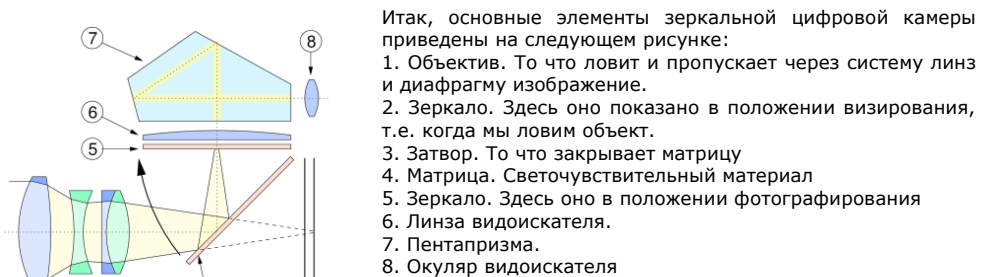 7
8
6
5
Итак, основные элементы зеркальной цифровой камеры
приведены на следующем рисунке:
1. Объектив. То что ловит и пропускает через систему линз
и диафрагму изображение.
2. Зеркало. Здесь оно показано в положении визирования,
т.е. когда мы ловим объект.
3. Затвор. То что закрывает матрицу
4. Матрица. Светочувствительный материал
5. Зеркало. Здесь оно в положении фотографирования
6. Линза видоискателя.
7. Пентапризма.
8. Окуляр видоискателя